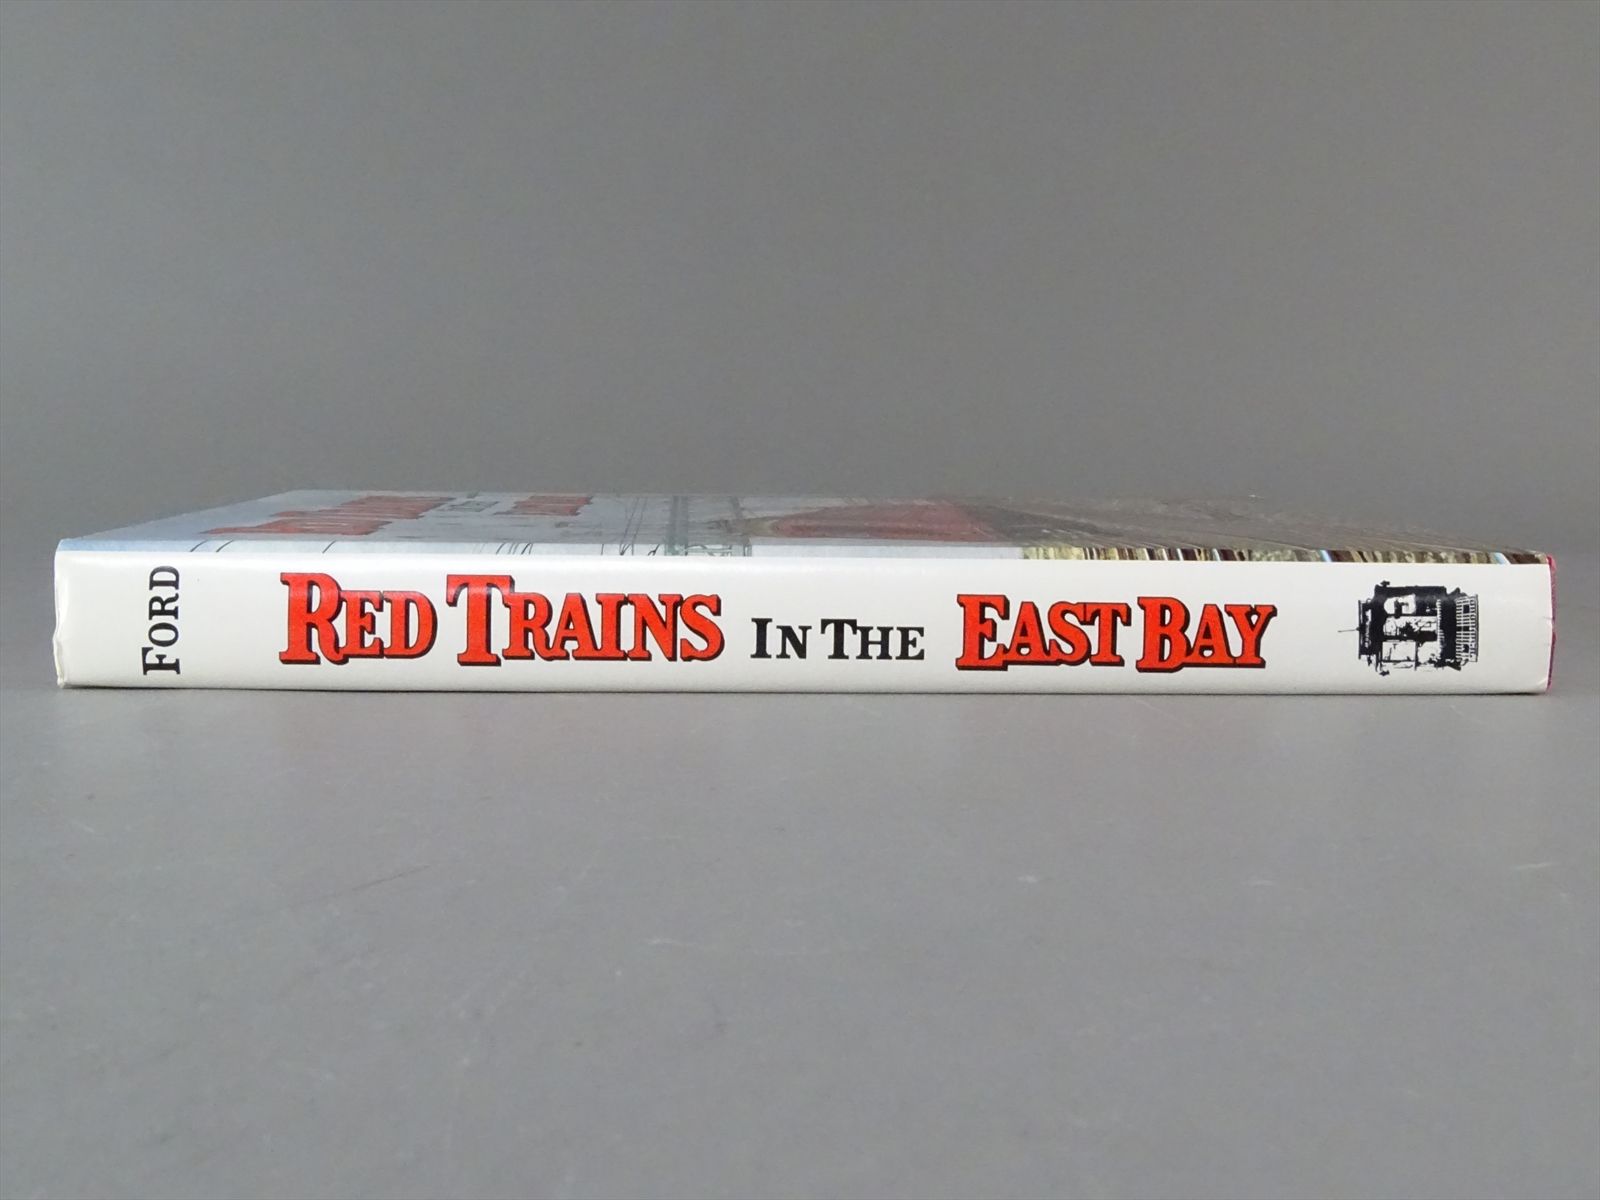 FORD
RED TRAINS IN THE EAST BAY